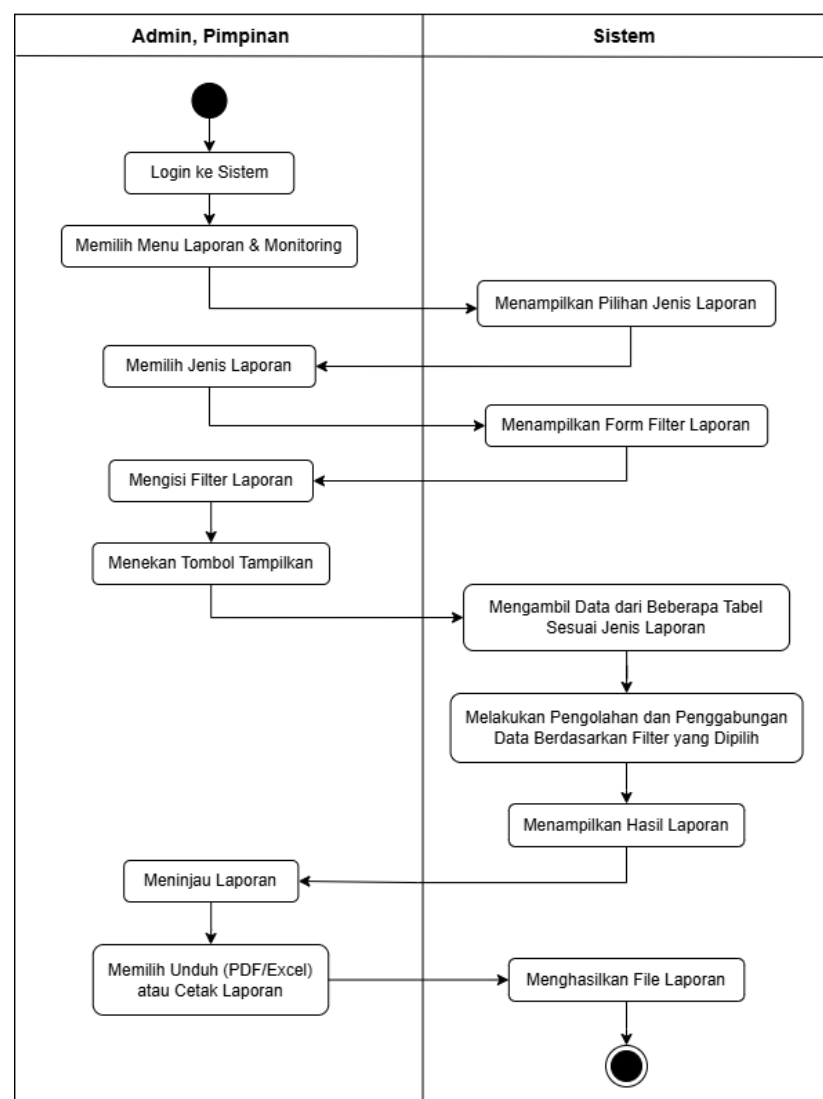 Admin, Pimpinan
Sistem
Login ke Sistem
Memilih Menu Laporan & Monitoring
Menampilkan Pilihan Jenis Laporan
Memilih Jenis Laporan
Menampilkan Form Filter Laporan
Mengisi Filter Laporan
Menekan Tombol Tampilkan
Mengambil Data dari Beberapa Tabel
Sesuai Jenis Laporan
Melakukan Pengolahan dan Penggabungan
Data Berdasarkan Filter yang Dipilih
Menampilkan Hasil Laporan
Meninjau Laporan
Memilih Unduh (PDF/Excel)
atau Cetak Laporan
Menghasilkan File Laporan